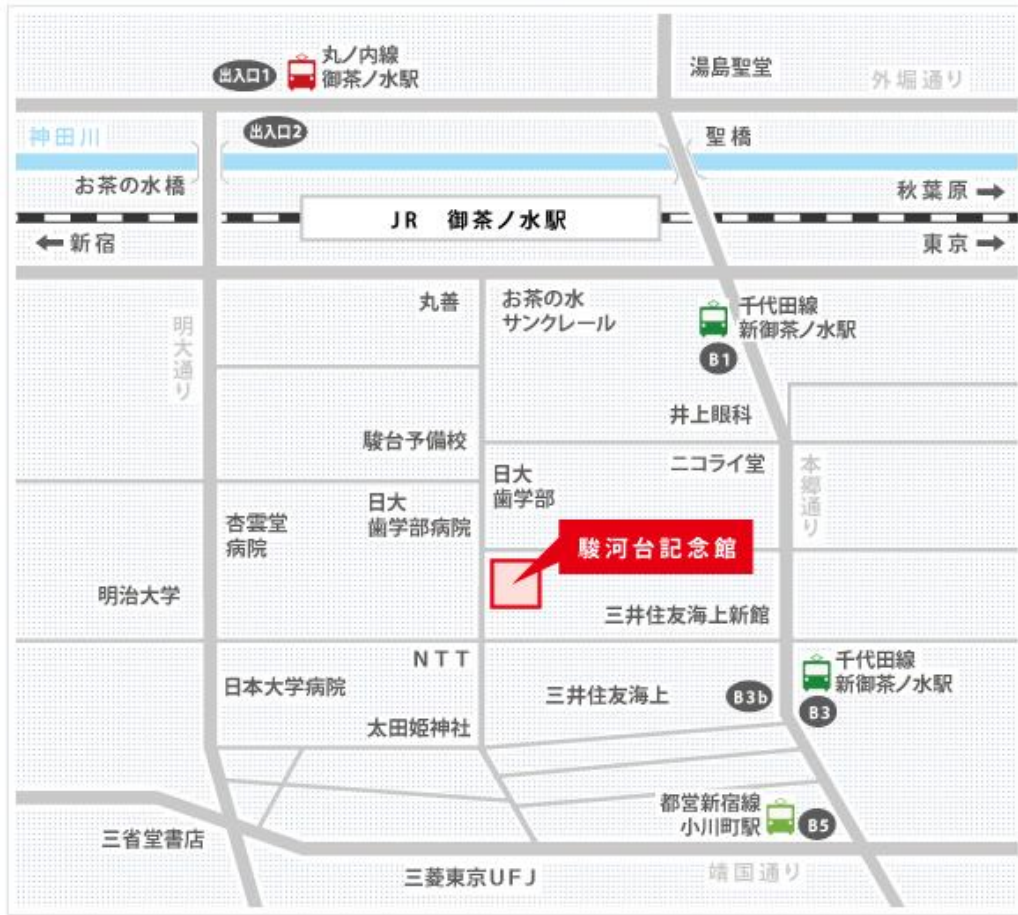 出入口1
丸ノ内線
御茶ノ水駅
湯島聖堂
外堀通り
神田川
出入口2
聖橋
お茶の水橋
秋葉原→
JR 御茶ノ水駅
←新宿
東京→
丸善
お茶の水
サンクレール
千代田線
新御茶ノ水駅
B1
明大通り
井上眼科
駿台予備校
ニコライ堂
本郷通り
日大
歯学部
日大
歯学部病院
杏雲堂
病院
駿河台記念館
明治大学
三井住友海上新館
NTT
千代田線
新御茶ノ水駅
日本大学病院
三井住友海上
B3b
B3
太田姫神社
都営新宿線
小川町駅
B5
三省堂書店
三菱東京UFJ
靖国通り